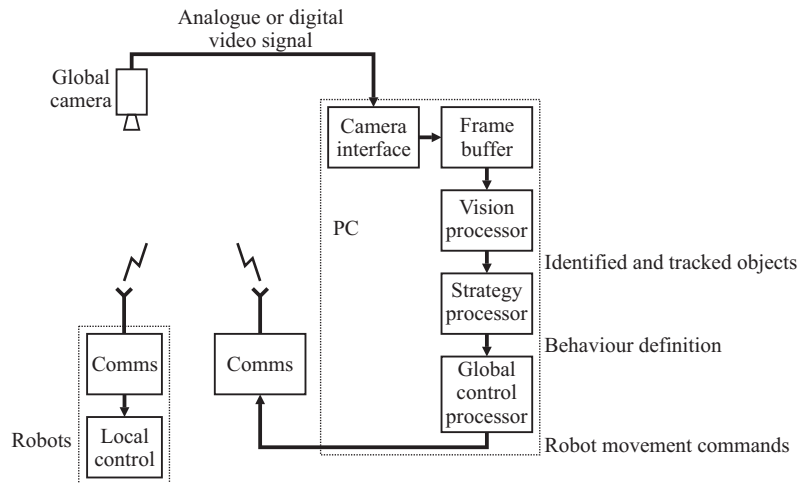 Analogue or digital
video signal
Global
camera
Camera
interface
Frame
buffer
PC
Vision
processor
Identified and tracked objects
Strategy
processor
Behaviour definition
Global
control
processor
Robot movement commands
Comms
Comms
Robots
Local
control